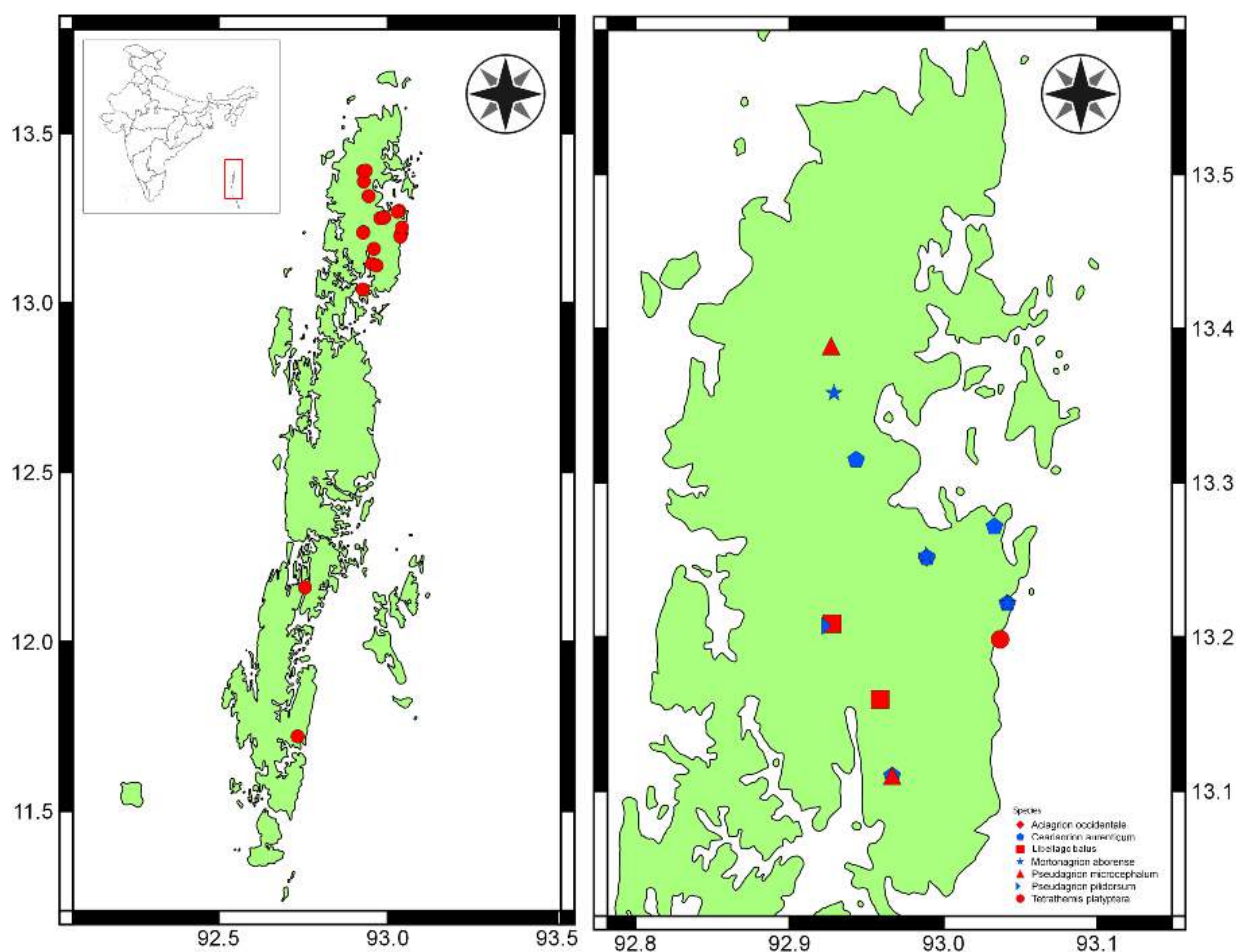 13.5
13.0
12.5
12.0
11.5
92.5 93.0 93.5
13.5
13.4
13.3
13.2
13.1
92.8 92.9 93.0 93.1
Species
Aciagrion occidentale
Ceariagrion aurenticum
Libellago balus
Mortonagrion aborense
Pseudagrion microcephalum
Pseudagrion pilidorsum
Tetrathemis platyptera